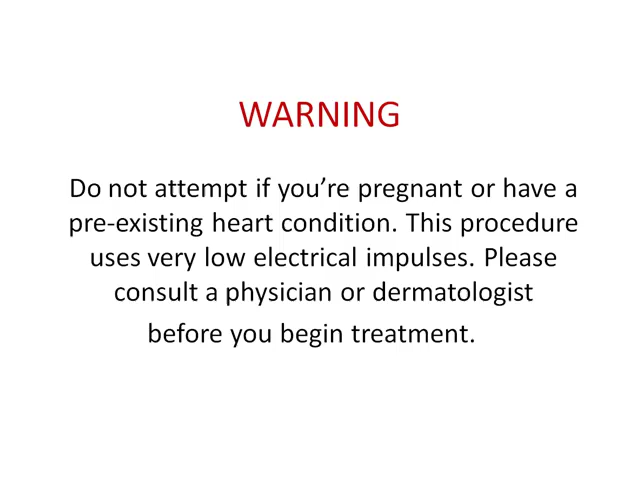 WARNING
Do not attempt if you’re pregnant or have a
pre-existing heart condition. This procedure
uses very low electrical impulses. Please
consult a physician or dermatologist
before you begin treatment.